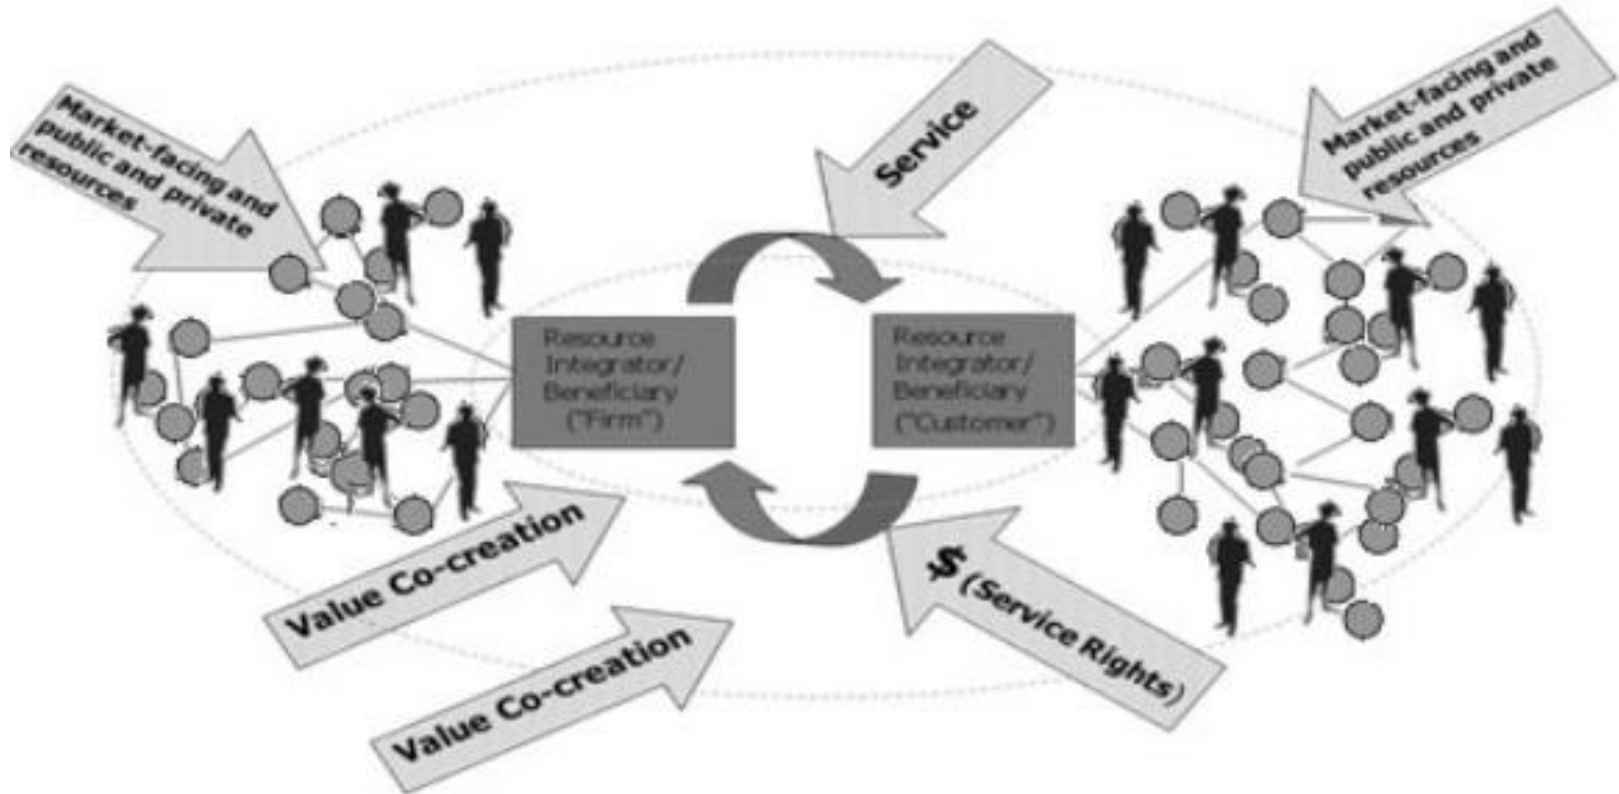 Market-facing and
public and private
resources
Service
Market-facing and
public and private
resources
Resource
Integrator/
Beneficiary
("Firm")
Resource
Integrator/
Beneficiary
("Customer")
Value Co-creation
$ (Service Rights)
Value Co-creation